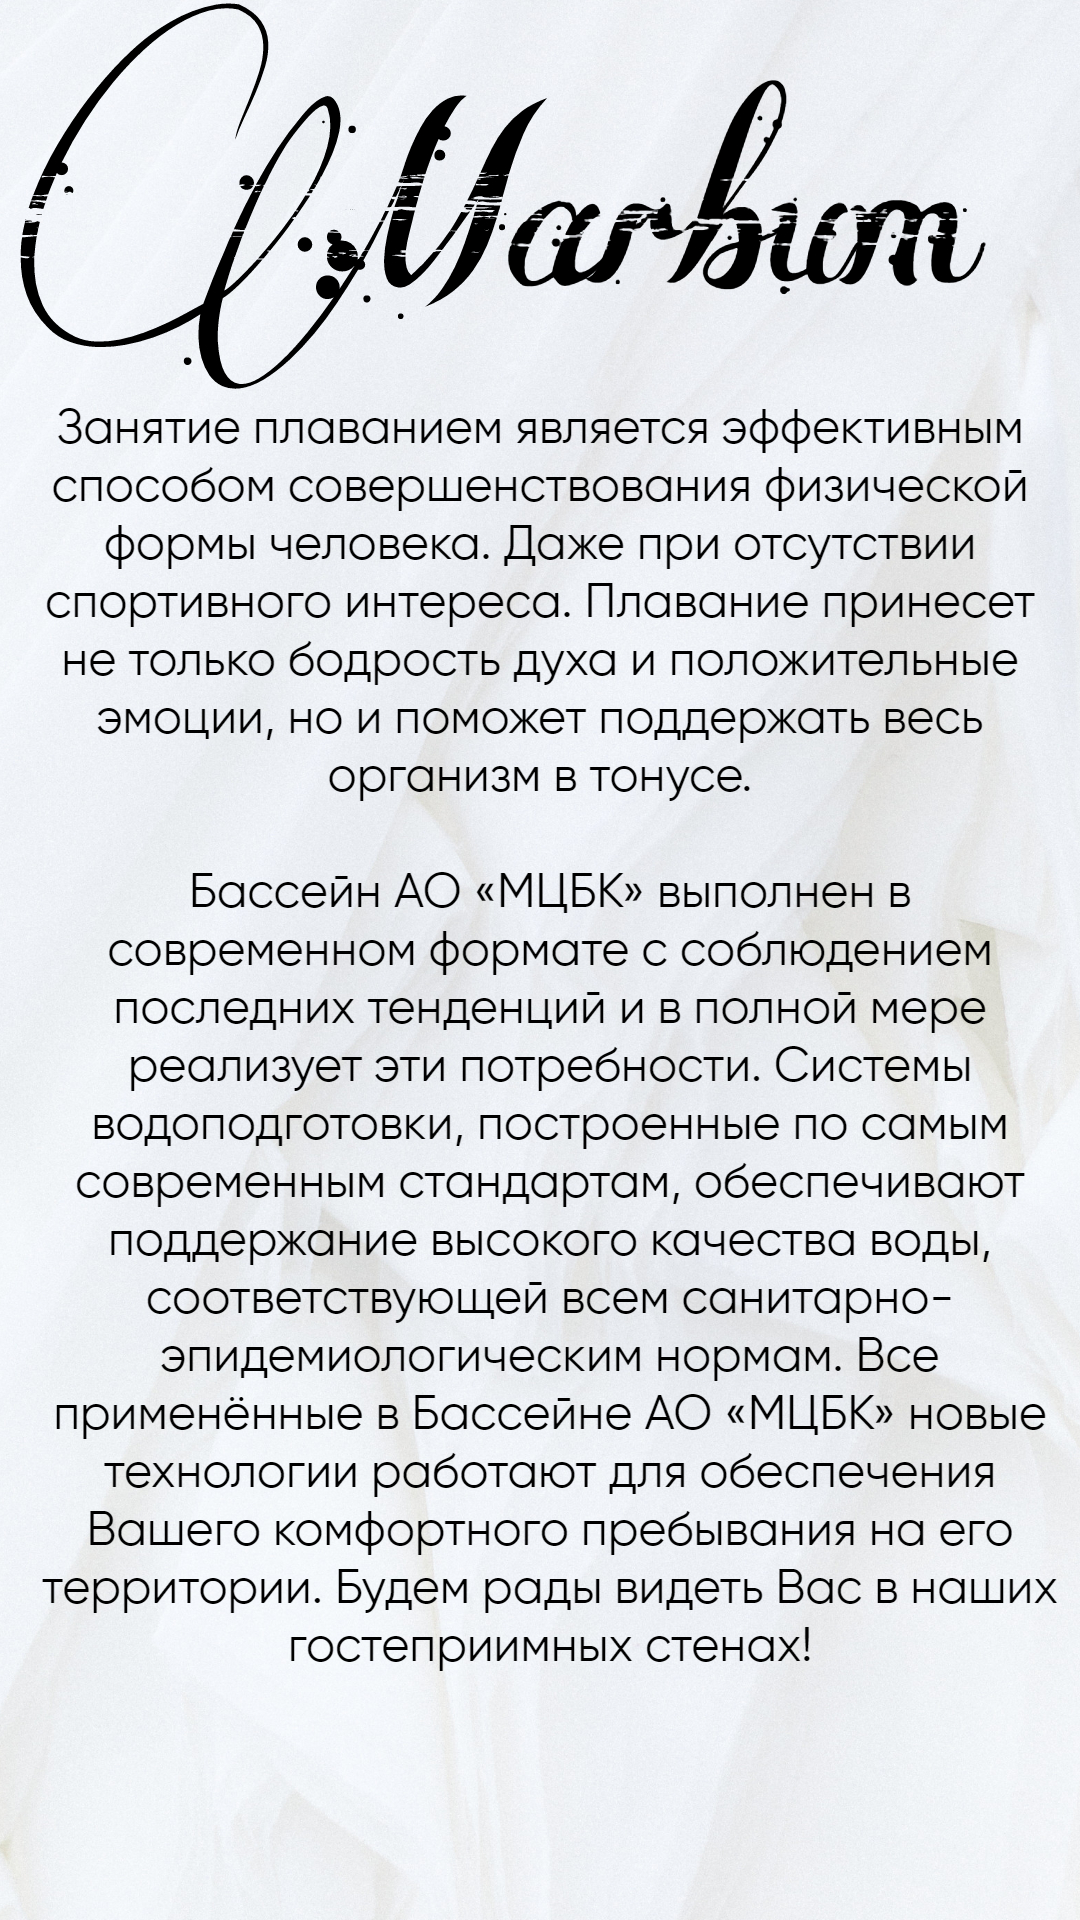 Marbum
Занятие плаванием является эффективным
способом совершенствования физической
формы человека. Даже при отсутствии
спортивного интереса. Плавание принесет
не только бодрость духа и положительные
эмоции, но и поможет поддержать весь
организм в тонусе.
Бассейн АО «МЦБК» выполнен в
современном формате с соблюдением
последних тенденций и в полной мере
реализует эти потребности. Системы
водоподготовки, построенные по самым
современным стандартам, обеспечивают
поддержание высокого качества воды,
соответствующей всем санитарно-
эпидемиологическим нормам. Все
применённые в Бассейне АО «МЦБК» новые
технологии работают для обеспечения
Вашего комфортного пребывания на его
территории. Будем рады видеть Вас в наших
гостеприимных стенах!